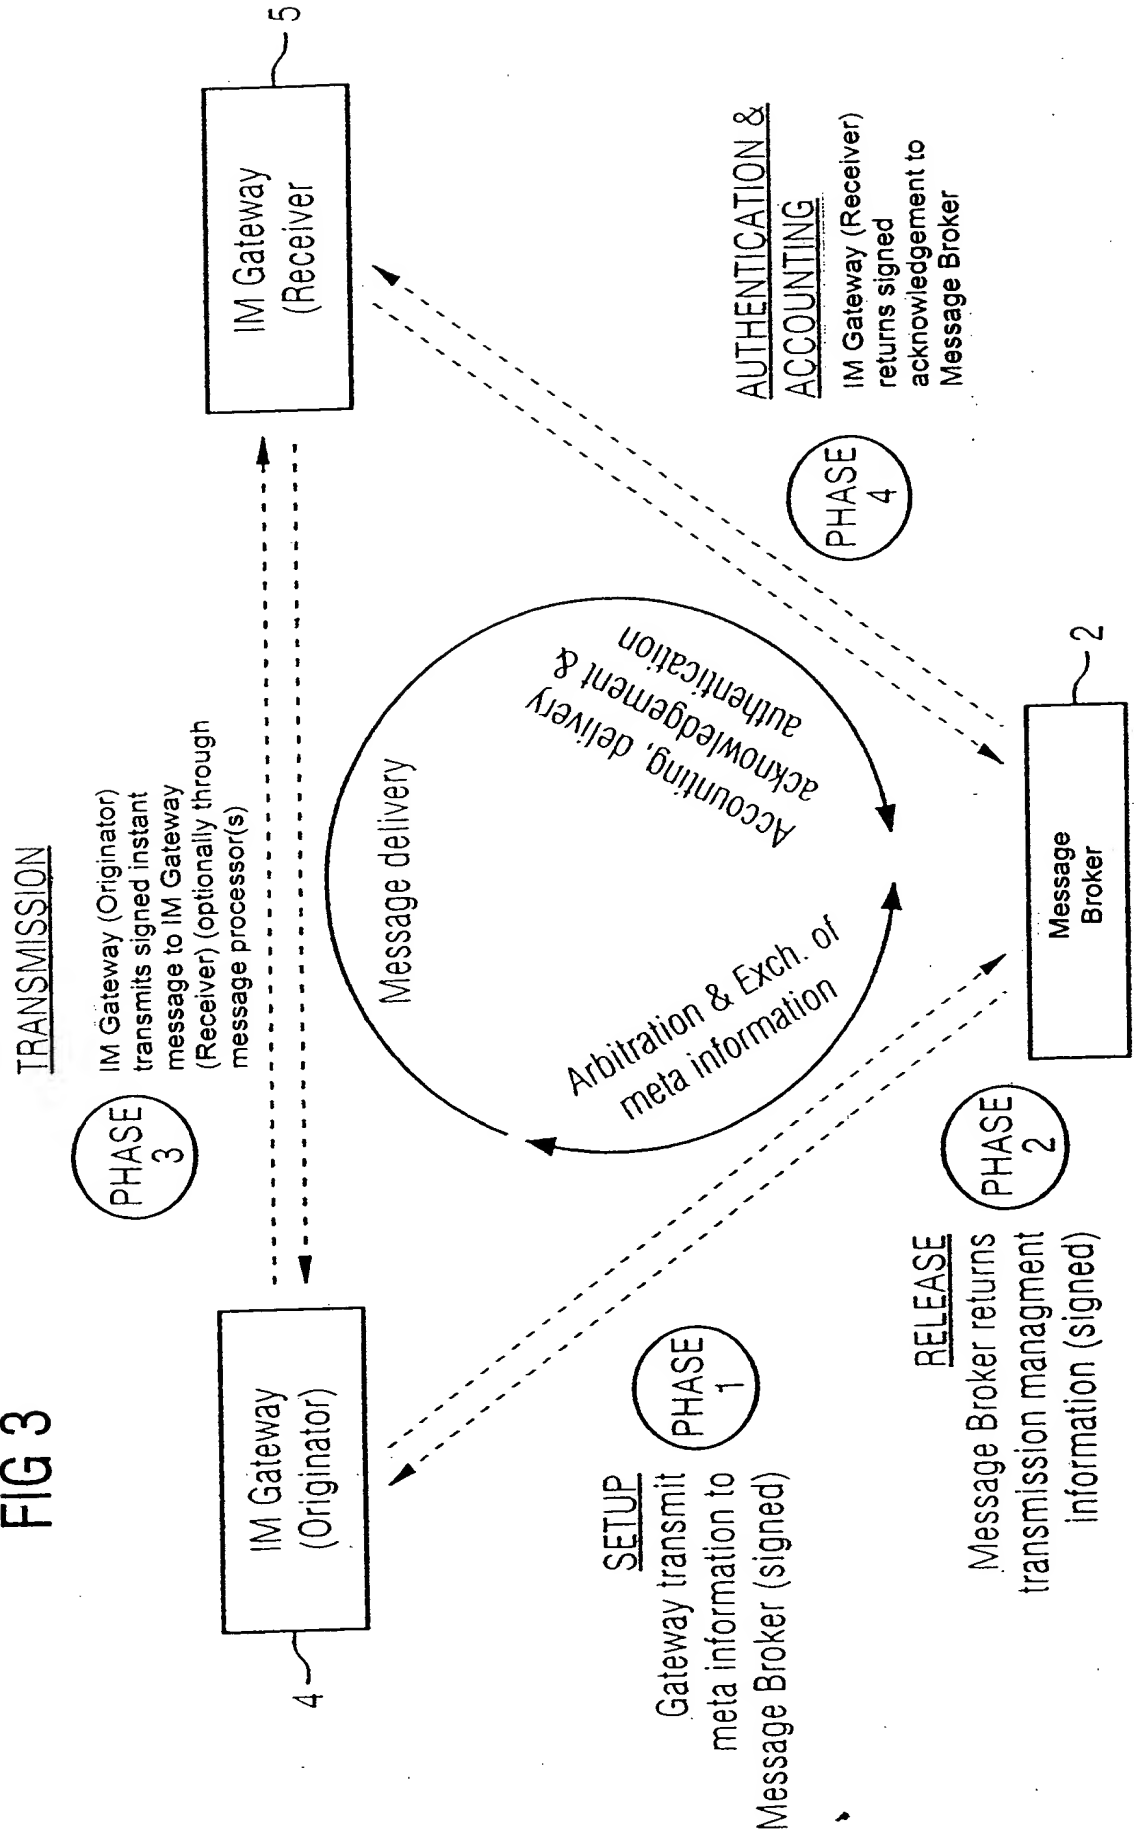 FIG 3
TRANSMISSION
PHASE
3
IM Gateway (Originator)
transmits signed instant
message to IM Gateway
(Receiver) (optionally through
message processor(s)
IM Gateway
(Originator)
4
IM Gateway
(Receiver
5
Message delivery
Arbitration & Exch. of
meta information
Accounting, delivery
acknowledgement &
authentication
SETUP
Gateway transmit
meta information to
Message Broker (signed)
PHASE
1
RELEASE
Message Broker returns
transmission managment
information (signed)
PHASE
2
Message
Broker
2
PHASE
4
AUTHENTICATION &
ACCOUNTING
IM Gateway (Receiver)
returns signed
acknowledgement to
Message Broker